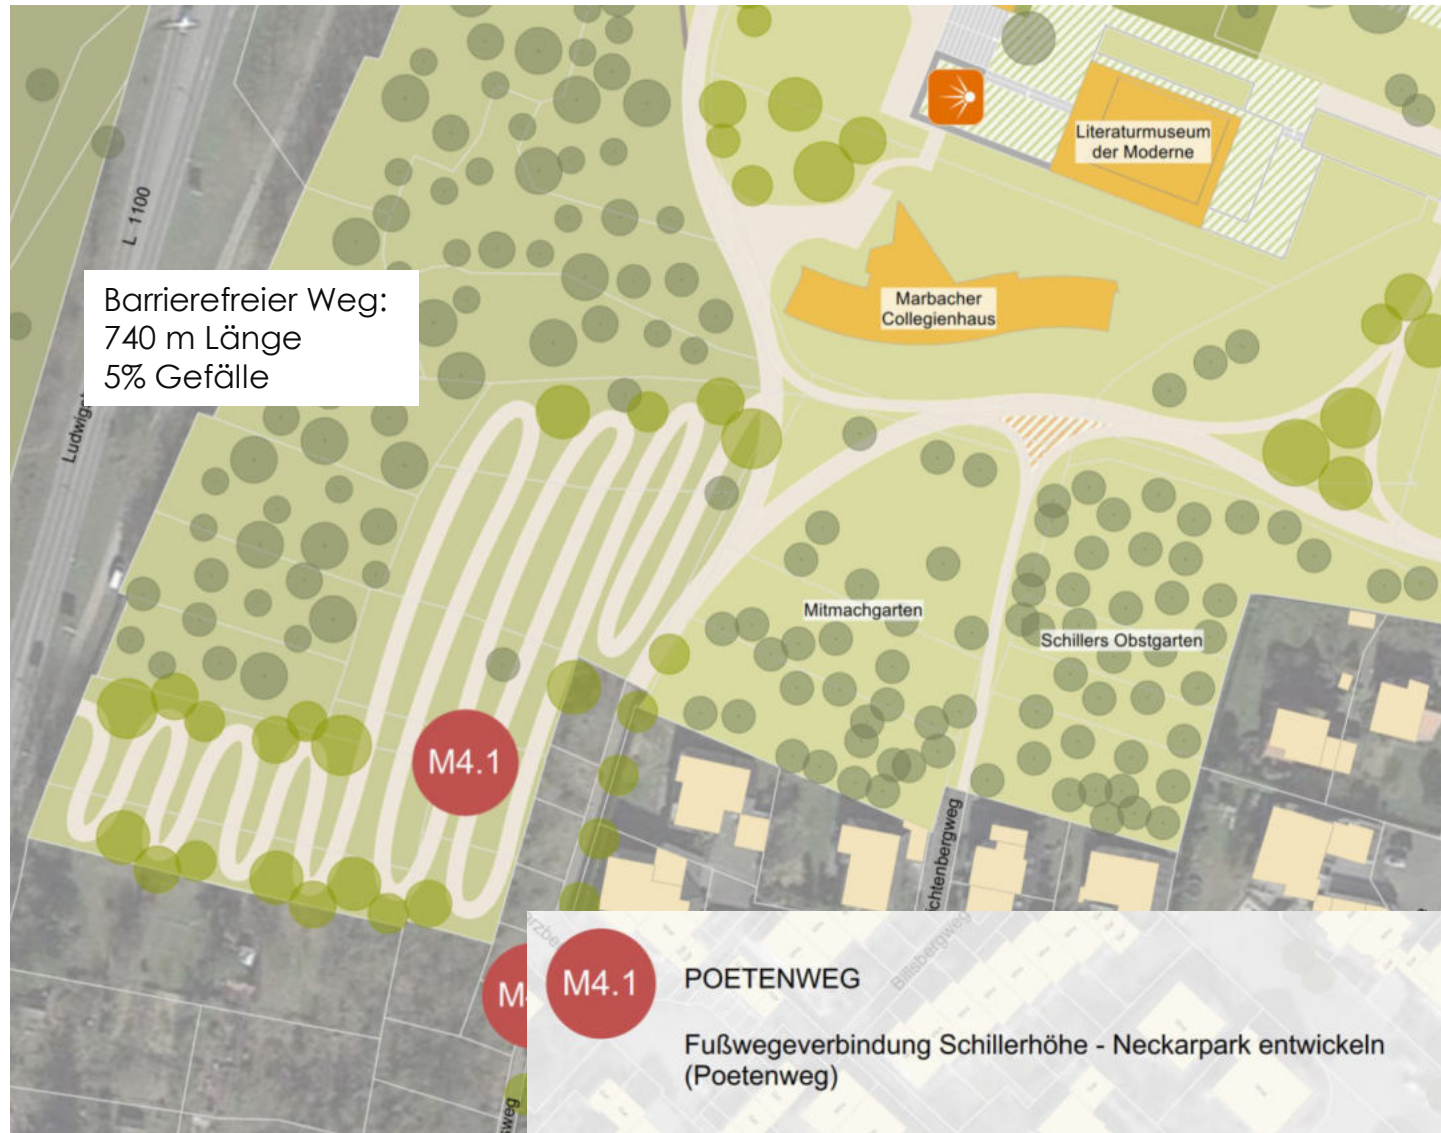 Literaturmuseum
der Moderne
L 1100
Barrierefreier Weg:
740 m Länge
5% Gefälle
Marbacher
Collegienhaus
Mitmachgarten
Schillers Obstgarten
M4.1
M4.1
POETENWEG
Billsbergweg
Fußwegeverbindung Schillerhöhe - Neckarpark entwickeln
(Poetenweg)